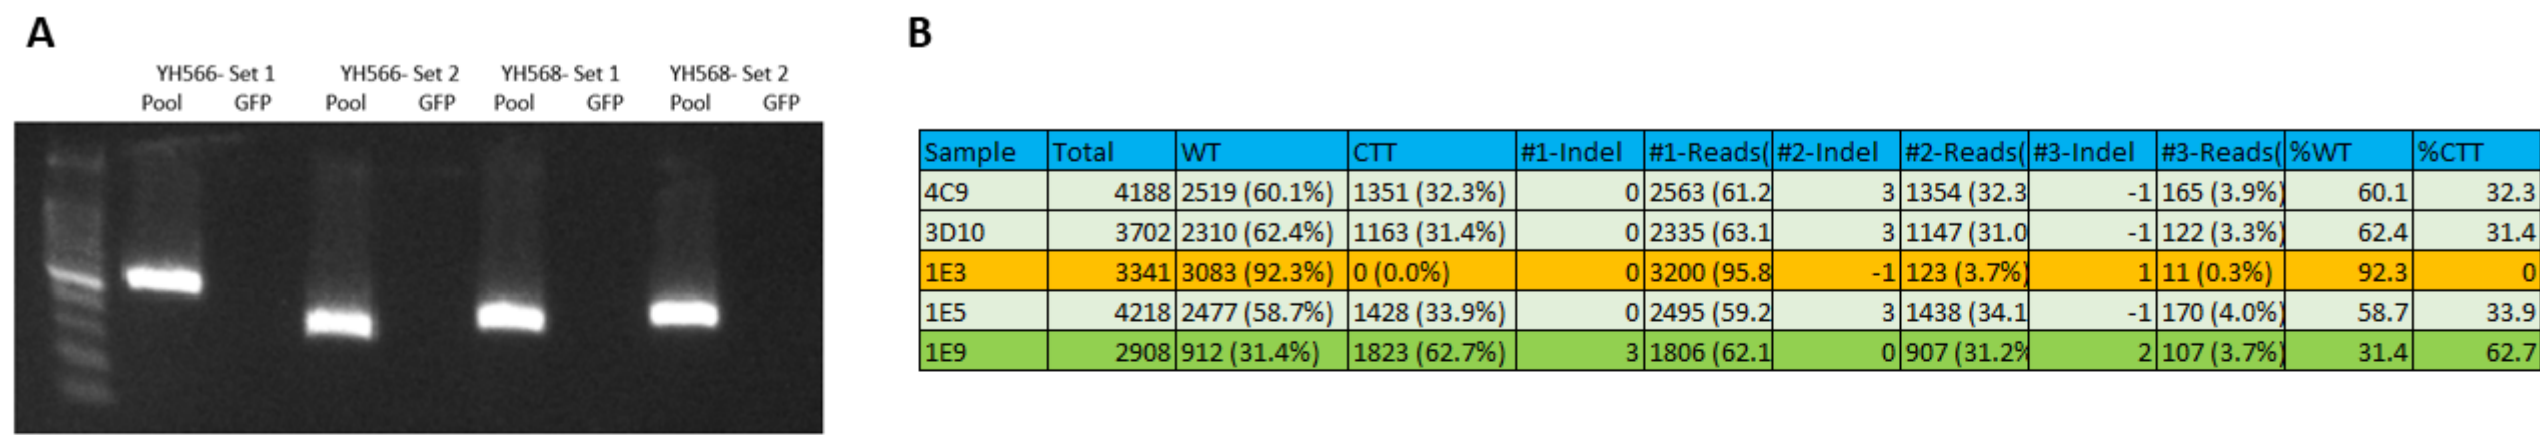 A
YH566- Set 1 YH566- Set 2 YH568- Set 1 YH568- Set 2
Pool GFP Pool GFP Pool GFP Pool GFP
B
Sample Total WT CTT #1-Indel #1-Reads( #2-Indel #2-Reads( #3-Indel #3-Reads( %WT %CTT
4C9 4188 2519 (60.1%) 1351 (32.3%) 0 2563 (61.2 3 1354 (32.3 -1 165 (3.9%) 60.1 32.3
3D10 3702 2310 (62.4%) 1163 (31.4%) 0 2335 (63.1 3 1147 (31.0 -1 122 (3.3%) 62.4 31.4
1E3 3341 3083 (92.3%) 0 (0.0%) 0 3200 (95.8 -1 123 (3.7%) 1 11 (0.3%) 92.3 0
1E5 4218 2477 (58.7%) 1428 (33.9%) 0 2495 (59.2 3 1438 (34.1 -1 170 (4.0%) 58.7 33.9
1E9 2908 912 (31.4%) 1823 (62.7%) 3 1806 (62.1 0 907 (31.2% 2 107 (3.7%) 31.4 62.7